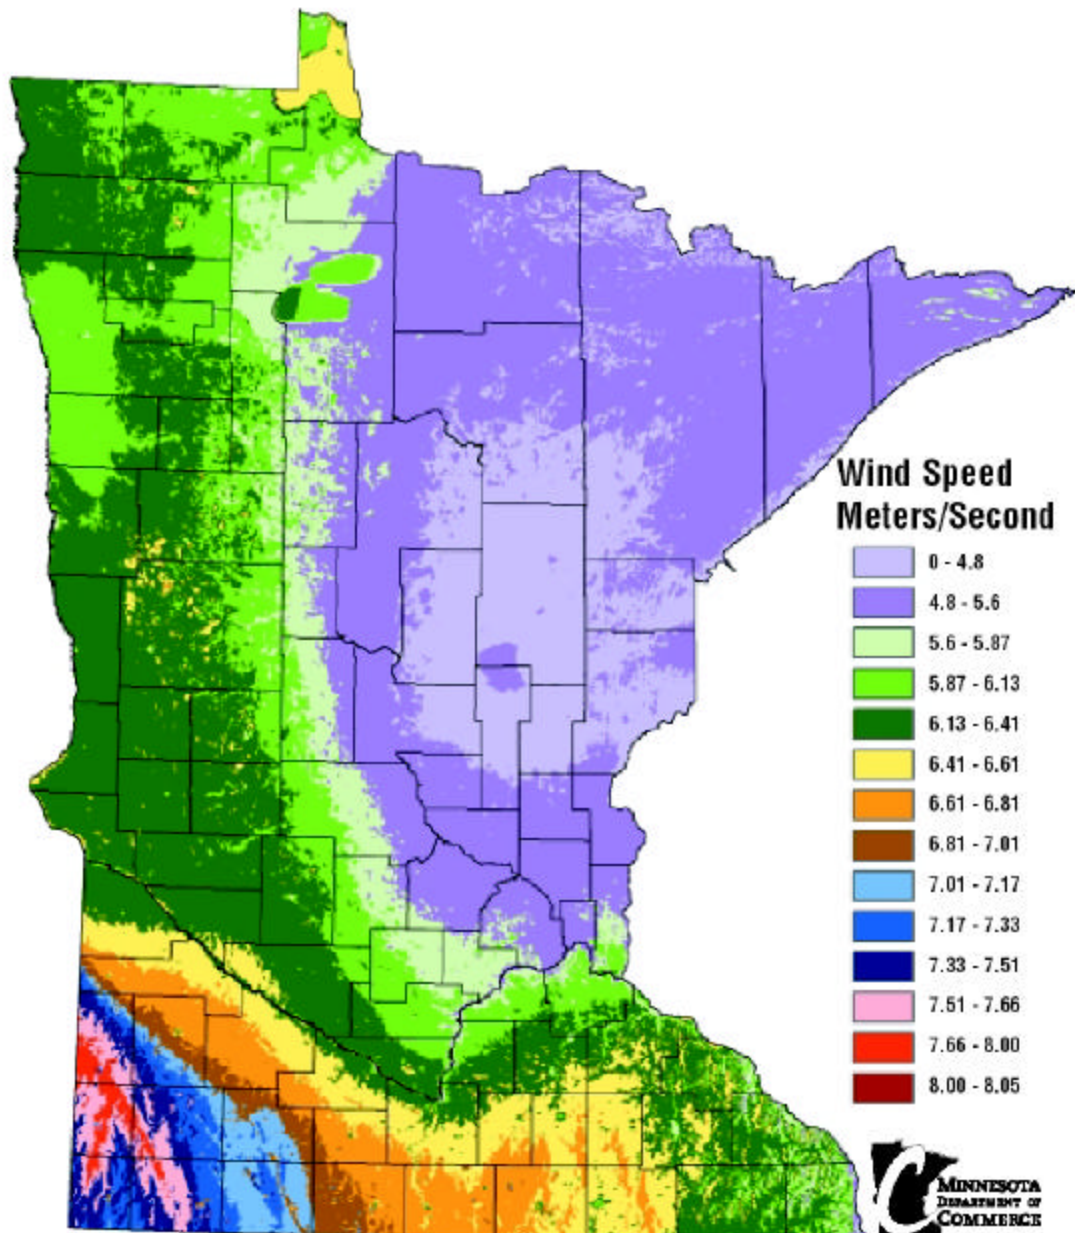 Wind Speed
Meters/Second
0 - 4.8
4.8 - 5.6
5.6 - 5.87
5.87 - 6.13
6.13 - 6.41
6.41 - 6.61
6.61 - 6.81
6.81 - 7.01
7.01 - 7.17
7.17 - 7.33
7.33 - 7.51
7.51 - 7.66
7.66 - 8.00
8.00 - 8.05
MINNESOTA
DEPARTMENT OF
COMMERCE